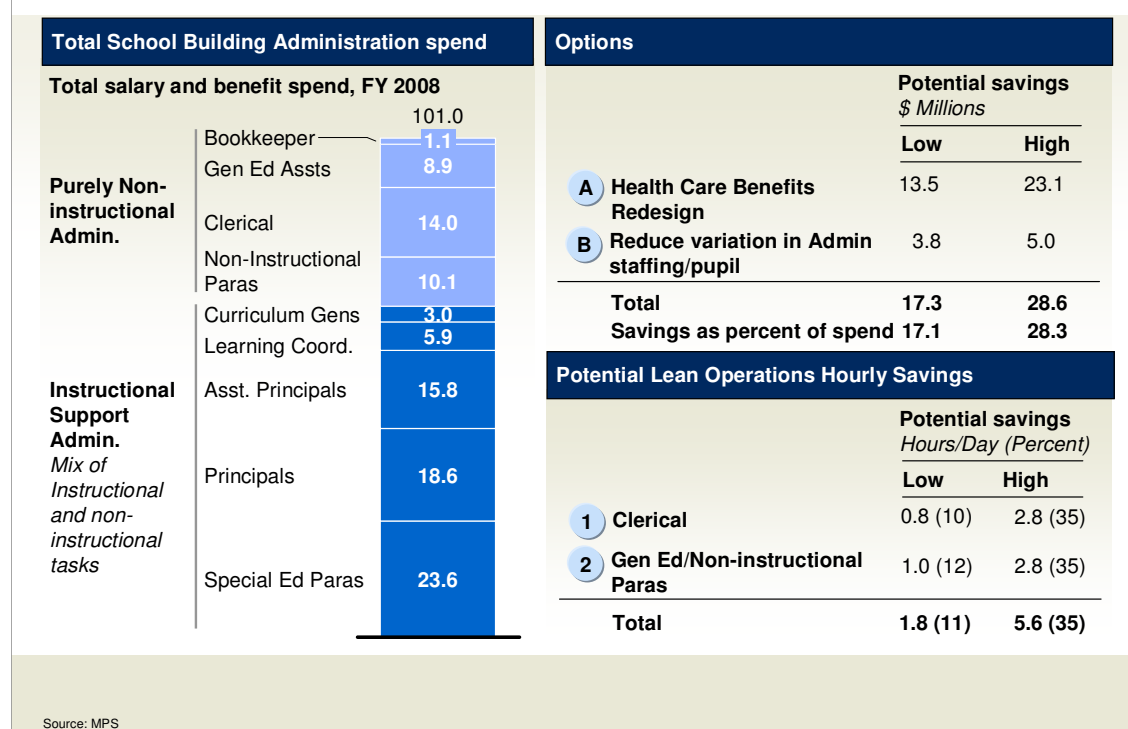 Total School Building Administration spend
Total salary and benefit spend, FY 2008
101.0
Purely Non-
instructional
Admin.
Bookkeeper
1.1
Gen Ed Assts
8.9
Clerical
14.0
Non-Instructional
Paras
10.1
Instructional
Support
Admin.
Mix of
Instructional
and non-
instructional
tasks
Curriculum Gens
3.0
Learning Coord.
5.9
Asst. Principals
15.8
Principals
18.6
Special Ed Paras
23.6
Options
Potential savings
$ Millions
Low High
A Health Care Benefits
Redesign
13.5 23.1
B Reduce variation in Admin
staffing/pupil
3.8 5.0
Total 17.3 28.6
Savings as percent of spend 17.1 28.3
Potential Lean Operations Hourly Savings
Potential savings
Hours/Day (Percent)
Low High
1 Clerical 0.8 (10) 2.8 (35)
2 Gen Ed/Non-instructional
Paras
1.0 (12) 2.8 (35)
Total 1.8 (11) 5.6 (35)
Source: MPS